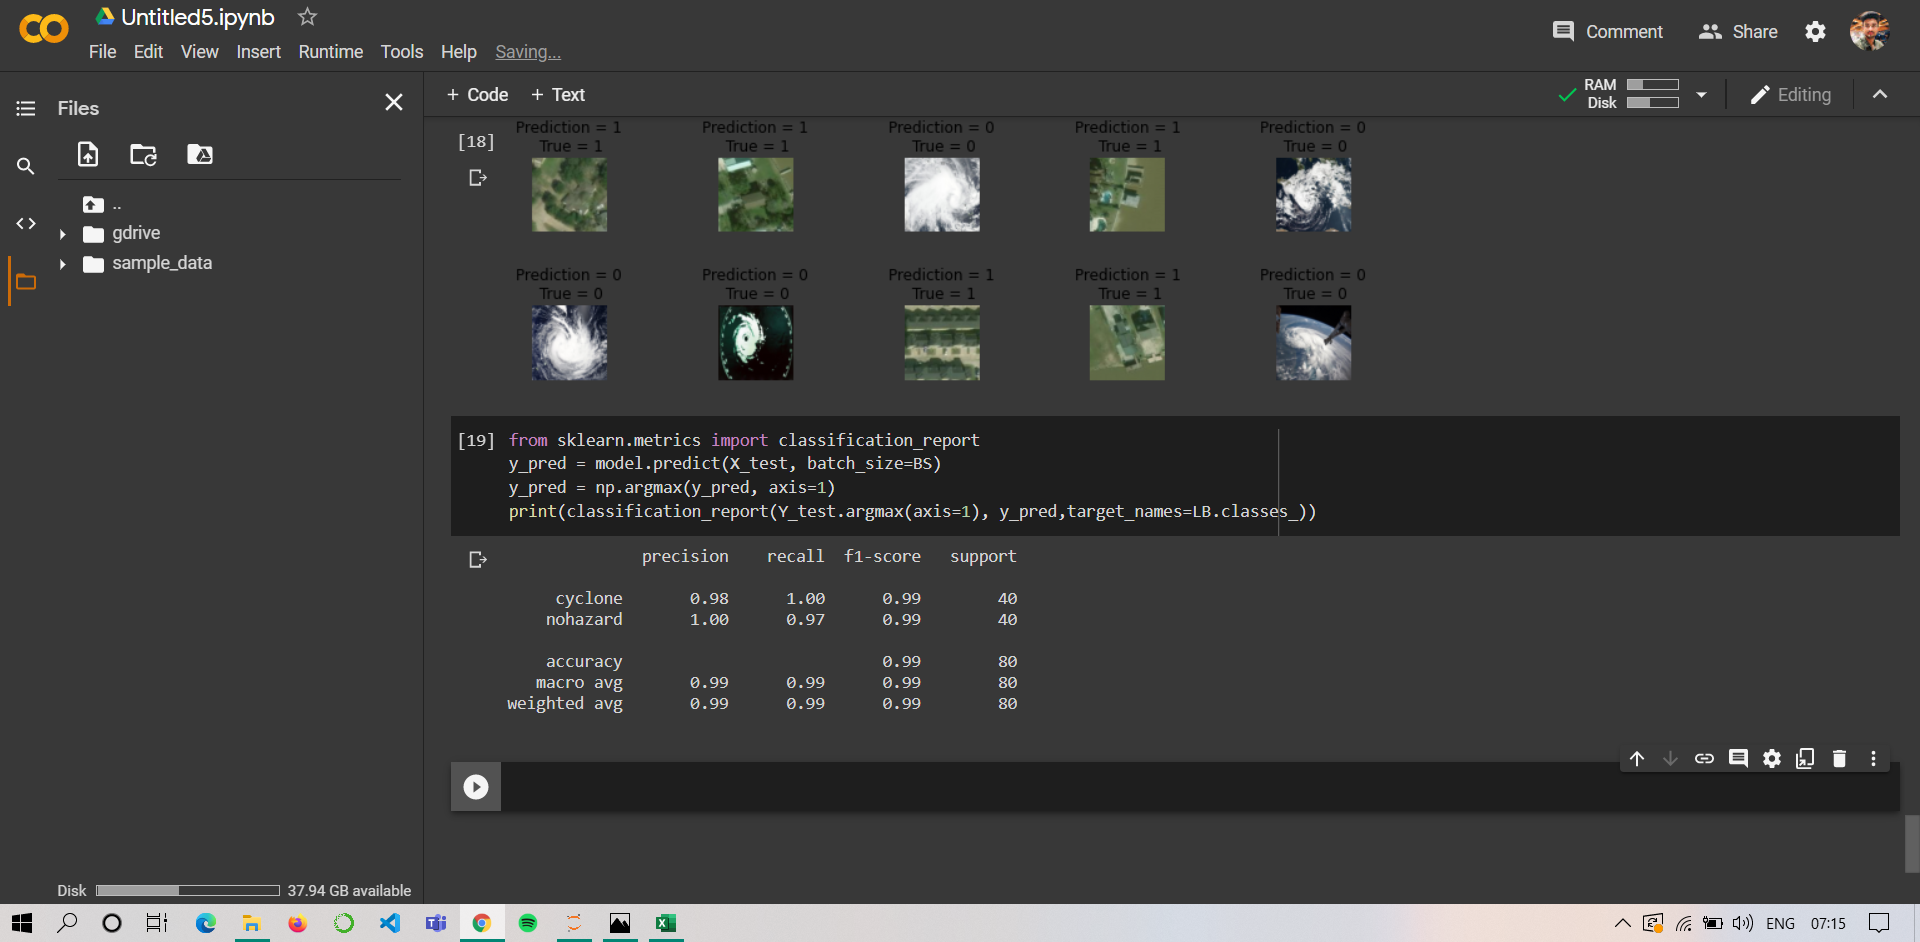 Untitled5.ipynb
File Edit View Insert Runtime Tools Help Saving...
Comment Share
Files
+ Code + Text
RAM
Disk
Editing
..
gdrive
sample_data
[18]
Prediction = 1 Prediction = 1 Prediction = 0 Prediction = 1 Prediction = 0
True = 1 True = 1 True = 0 True = 1 True = 0
Prediction = 0 Prediction = 0 Prediction = 1 Prediction = 1 Prediction = 0
True = 0 True = 0 True = 1 True = 1 True = 0
[19] from sklearn.metrics import classification_report
y_pred = model.predict(X_test, batch_size=BS)
y_pred = np.argmax(y_pred, axis=1)
print(classification_report(Y_test.argmax(axis=1), y_pred,target_names=LB.classes_))
precision recall f1-score support
cyclone 0.98 1.00 0.99 40
nohazard 1.00 0.97 0.99 40
accuracy 0.99 80
macro avg 0.99 0.99 0.99 80
weighted avg 0.99 0.99 0.99 80
Disk 37.94 GB available
ENG 07:15